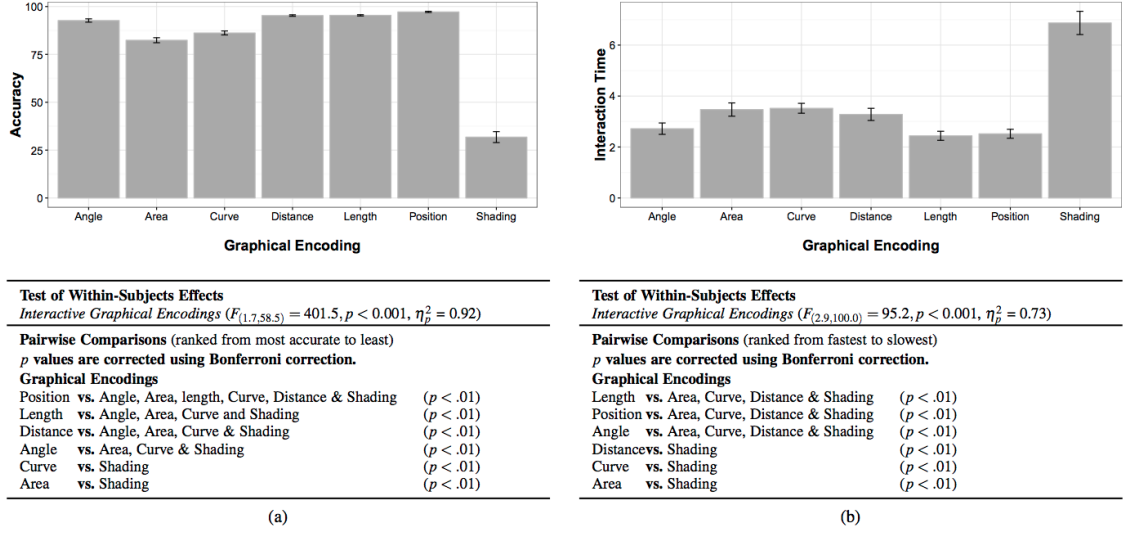 100
75
50
25
0
Accuracy
Angle Area Curve Distance Length Position Shading
Graphical Encoding
Test of Within-Subjects Effects
Interactive Graphical Encodings (F(1.7,58.5) = 401.5, p < 0.001, η²p = 0.92)
Pairwise Comparisons (ranked from most accurate to least)
p values are corrected using Bonferroni correction.
Graphical Encodings
Position vs. Angle, Area, length, Curve, Distance & Shading (p < .01)
Length vs. Angle, Area, Curve and Shading (p < .01)
Distance vs. Angle, Area, Curve & Shading (p < .01)
Angle vs. Area, Curve & Shading (p < .01)
Curve vs. Shading (p < .01)
Area vs. Shading (p < .01)
(a)
6
4
2
0
Interaction Time
Angle Area Curve Distance Length Position Shading
Graphical Encoding
Test of Within-Subjects Effects
Interactive Graphical Encodings (F(2.9,100.0) = 95.2, p < 0.001, η²p = 0.73)
Pairwise Comparisons (ranked from fastest to slowest)
p values are corrected using Bonferroni correction.
Graphical Encodings
Length vs. Area, Curve, Distance & Shading (p < .01)
Position vs. Area, Curve, Distance & Shading (p < .01)
Angle vs. Area, Curve, Distance & Shading (p < .01)
Distancevs. Shading (p < .01)
Curve vs. Shading (p < .01)
Area vs. Shading (p < .01)
(b)